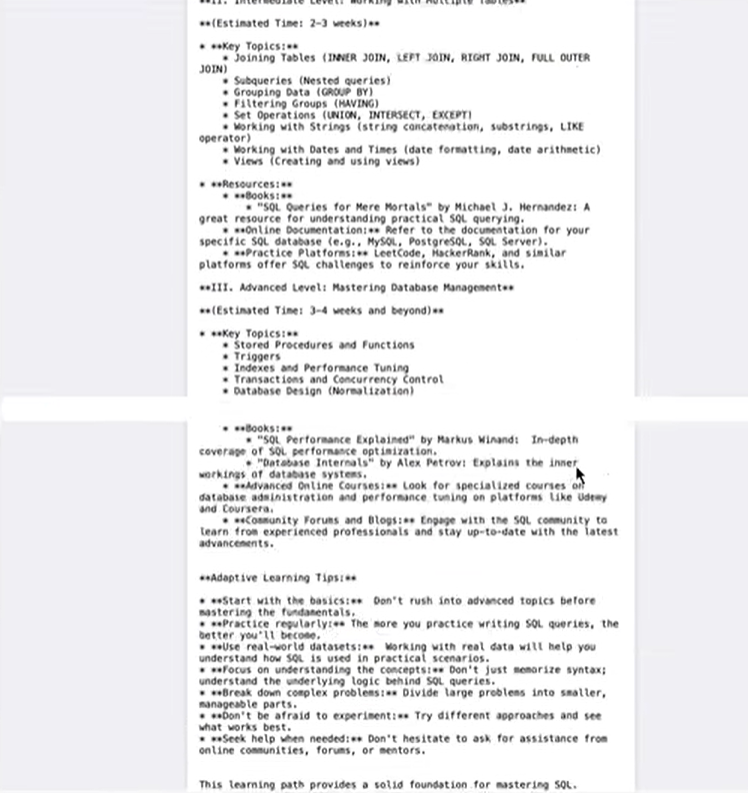 **II. Intermediate Level: Working with Multiple Tables**
**(Estimated Time: 2-3 weeks)**
* **Key Topics:**
* Joining Tables (INNER JOIN, LEFT JOIN, RIGHT JOIN, FULL OUTER
JOIN)
* Subqueries (Nested queries)
* Grouping Data (GROUP BY)
* Filtering Groups (HAVING)
* Set Operations (UNION, INTERSECT, EXCEPT)
* Working with Strings (string concatenation, substrings, LIKE
operator)
* Working with Dates and Times (date formatting, date arithmetic)
* Views (Creating and using views)
* **Resources:**
* **Books:**
* "SQL Queries for Mere Mortals" by Michael J. Hernandez: A
great resource for understanding practical SQL querying.
* **Online Documentation:** Refer to the documentation for your
specific SQL database (e.g., MySQL, PostgreSQL, SQL Server).
* **Practice Platforms:** LeetCode, HackerRank, and similar
platforms offer SQL challenges to reinforce your skills.
**III. Advanced Level: Mastering Database Management**
**(Estimated Time: 3-4 weeks and beyond)**
* **Key Topics:**
* Stored Procedures and Functions
* Triggers
* Indexes and Performance Tuning
* Transactions and Concurrency Control
* Database Design (Normalization)
* **Books:**
* "SQL Performance Explained" by Markus Winand: In-depth
coverage of SQL performance optimization.
* "Database Internals" by Alex Petrov: Explains the inner
workings of database systems.
* **Advanced Online Courses:** Look for specialized courses on
database administration and performance tuning on platforms like Udemy
and Coursera.
* **Community Forums and Blogs:** Engage with the SQL community to
learn from experienced professionals and stay up-to-date with the latest
advancements.
**Adaptive Learning Tips:**
* **Start with the basics:** Don't rush into advanced topics before
mastering the fundamentals.
* **Practice regularly:** The more you practice writing SQL queries, the
better you'll become.
* **Use real-world datasets:** Working with real data will help you
understand how SQL is used in practical scenarios.
* **Focus on understanding the concepts:** Don't just memorize syntax;
understand the underlying logic behind SQL queries.
* **Break down complex problems:** Divide large problems into smaller,
manageable parts.
* **Don't be afraid to experiment:** Try different approaches and see
what works best.
* **Seek help when needed:** Don't hesitate to ask for assistance from
online communities, forums, or mentors.
This learning path provides a solid foundation for mastering SQL.